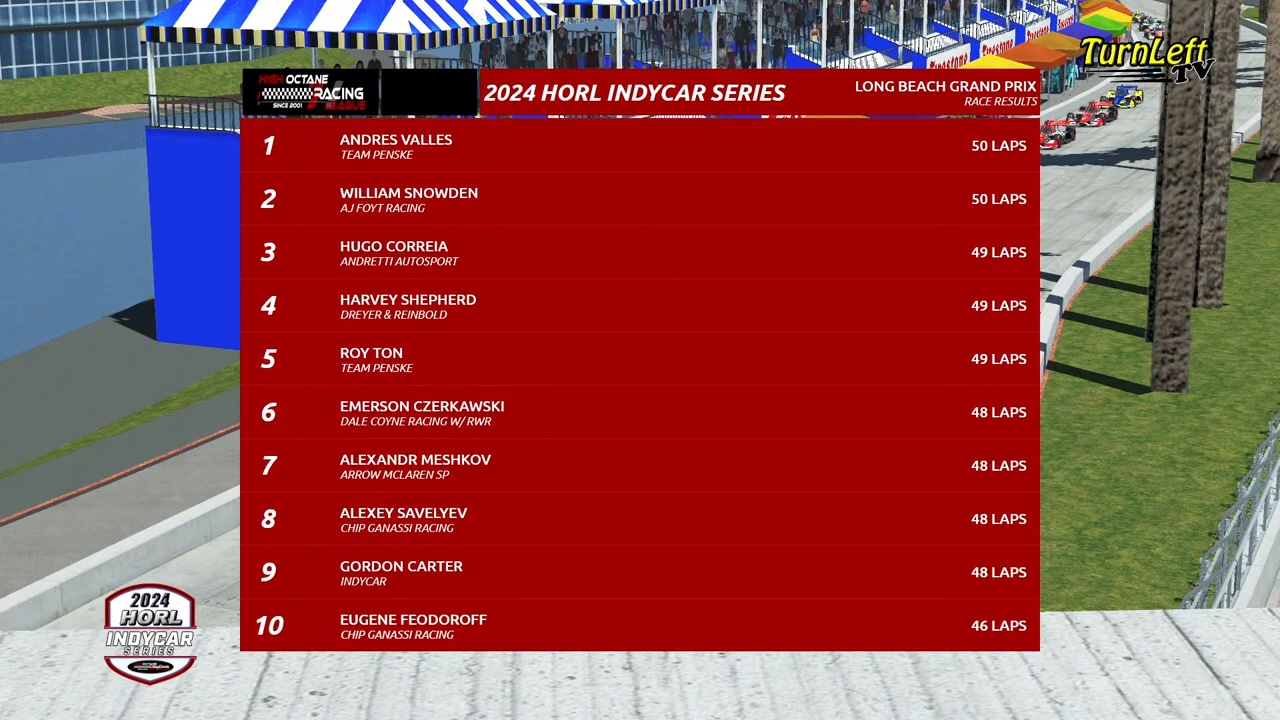 TurnLeft
TV
Firestone
Firestone
HIGH OCTANE
RACING
LEAGUE
SINCE 2001
2024 HORL INDYCAR SERIES
LONG BEACH GRAND PRIX
RACE RESULTS
1
ANDRES VALLES
TEAM PENSKE
50 LAPS
2
WILLIAM SNOWDEN
AJ FOYT RACING
50 LAPS
3
HUGO CORREIA
ANDRETTI AUTOSPORT
49 LAPS
4
HARVEY SHEPHERD
DREYER & REINBOLD
49 LAPS
5
ROY TON
TEAM PENSKE
49 LAPS
6
EMERSON CZERKAWSKI
DALE COYNE RACING W/ RWR
48 LAPS
7
ALEXANDR MESHKOV
ARROW MCLAREN SP
48 LAPS
8
ALEXEY SAVELYEV
CHIP GANASSI RACING
48 LAPS
9
GORDON CARTER
INDYCAR
48 LAPS
10
EUGENE FEODOROFF
CHIP GANASSI RACING
46 LAPS
2024
HORL
INDYCAR
SERIES